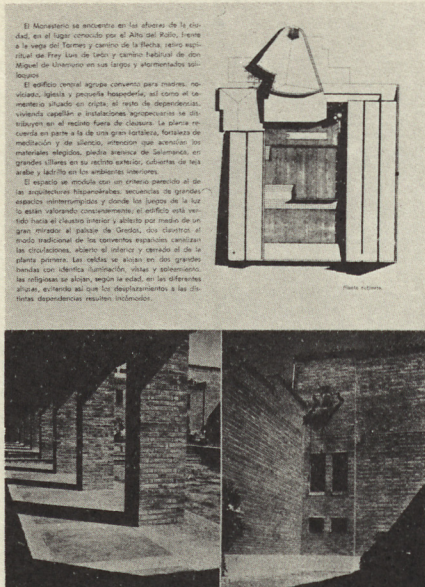 El Monasterio se encuentra en las afueras de la ciu-
dad, en el lugar conocido por el Alto del Rollo, frente
a la vega del Tormes y camino de la Flecha, retiro espi-
ritual de Fray Luis de León y camino habitual de don
Miguel de Unamuno en sus largos y atormentados soli-
loquios.
El edificio central agrupa convento para madres, no-
viciado, iglesia y pequeña hospedería, así como el ce-
menterio situado en cripta; el resto de dependencias,
vivienda capellán e instalaciones agropecuarias se dis-
tribuyen en el recinto fuera de clausura. La planta re-
cuerda en parte a la de una gran fortaleza, fortaleza de
meditación y de silencio, intención que acentúan los
materiales elegidos, piedra arenisca de Salamanca, en
grandes sillares en su recinto exterior, cubiertas de teja
árabe y ladrillo en los ambientes interiores.
El espacio se modula con un criterio parecido al de
las arquitecturas hispanoárabes: secuencias de grandes
espacios ininterrumpidos y donde los juegos de la luz
lo están valorando constantemente; el edificio está ver-
tido hacia el claustro interior y abierto por medio de un
gran mirador al paisaje de Gredos, dos claustros al
modo tradicional de los conventos españoles canalizan
las circulaciones, abierto al inferior y cerrado el de la
planta primera. Las celdas se alojan en dos grandes
bandas con idéntica iluminación, vistas y soleamiento,
las religiosas se alojan, según la edad, en las diferentes
alturas, evitando así que los desplazamientos a las dis-
tintas dependencias resulten incómodos.
Planta cubierta.